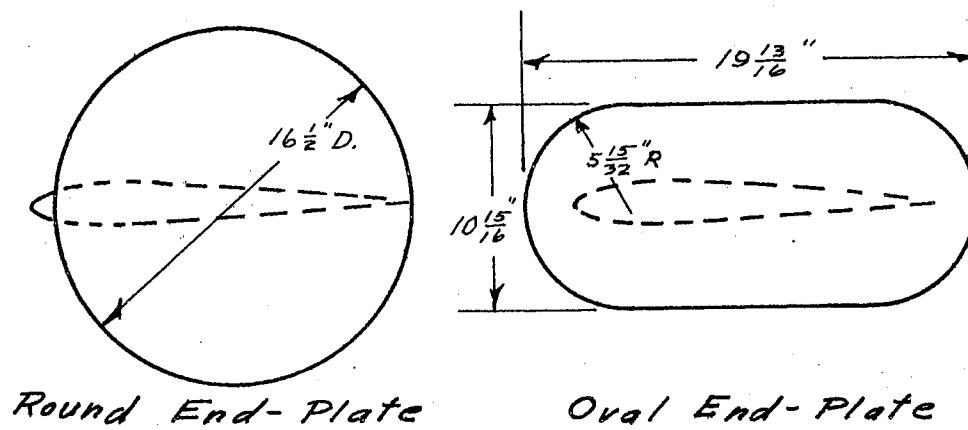 16 1/2" D.
Round End-Plate
19 13/16"
5 15/32" R
10 15/16"
Oval End-Plate